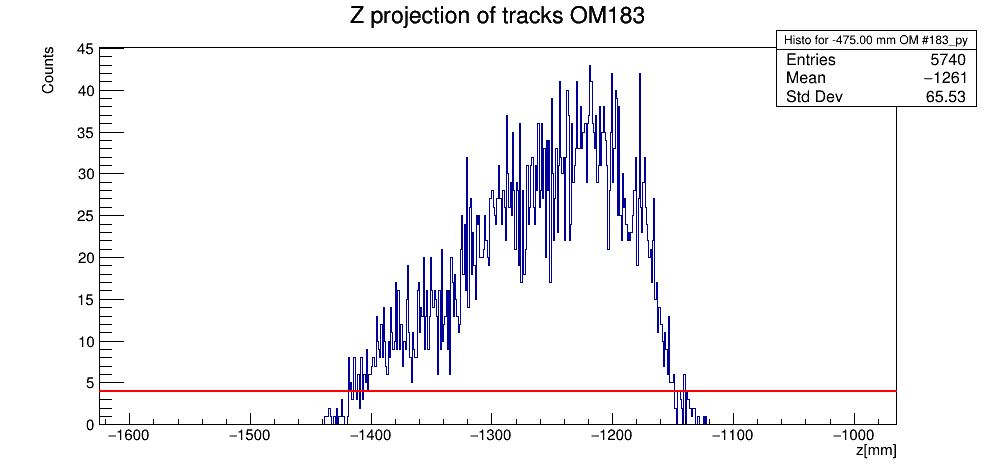 Z projection of tracks OM183
Histo for -475.00 mm OM #183_py
Entries 5740
Mean −1261
Std Dev 65.53
Counts
45
40
35
30
25
20
15
10
5
0
−1600 −1500 −1400 −1300 −1200 −1100 −1000
z[mm]